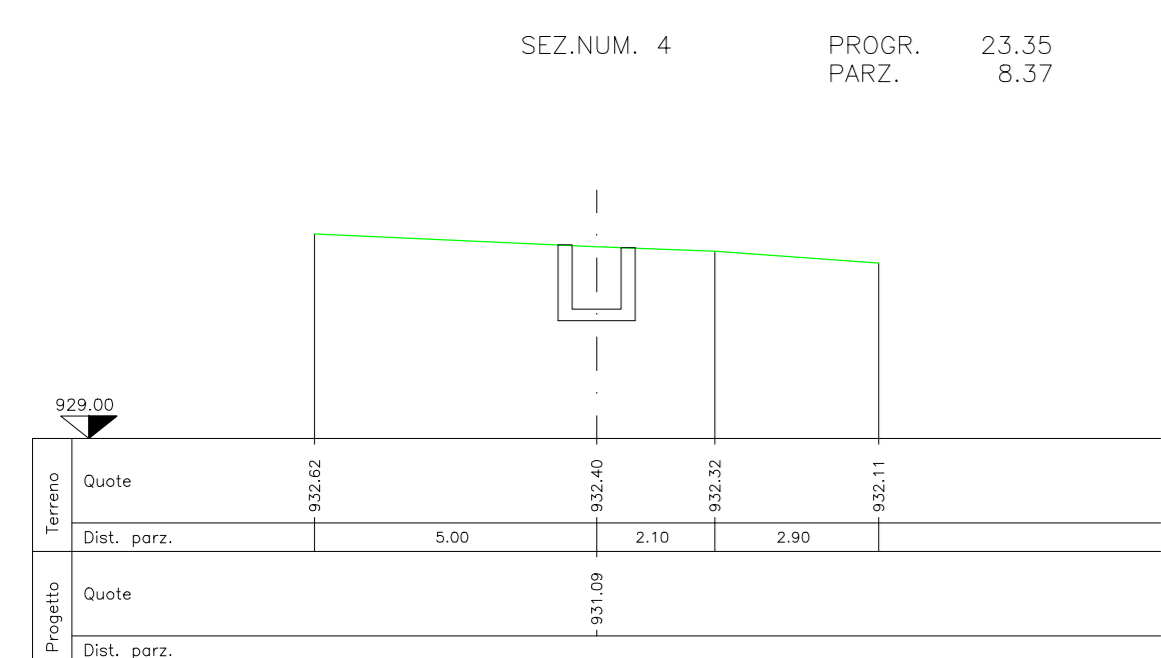 SEZ.NUM. 4 PROGR. 23.35
PARZ. 8.37
929.00
Terreno
Quote 932.62 932.40 932.32 932.11
Dist. parz. 5.00 2.10 2.90
Progetto
Quote 931.09
Dist. parz.